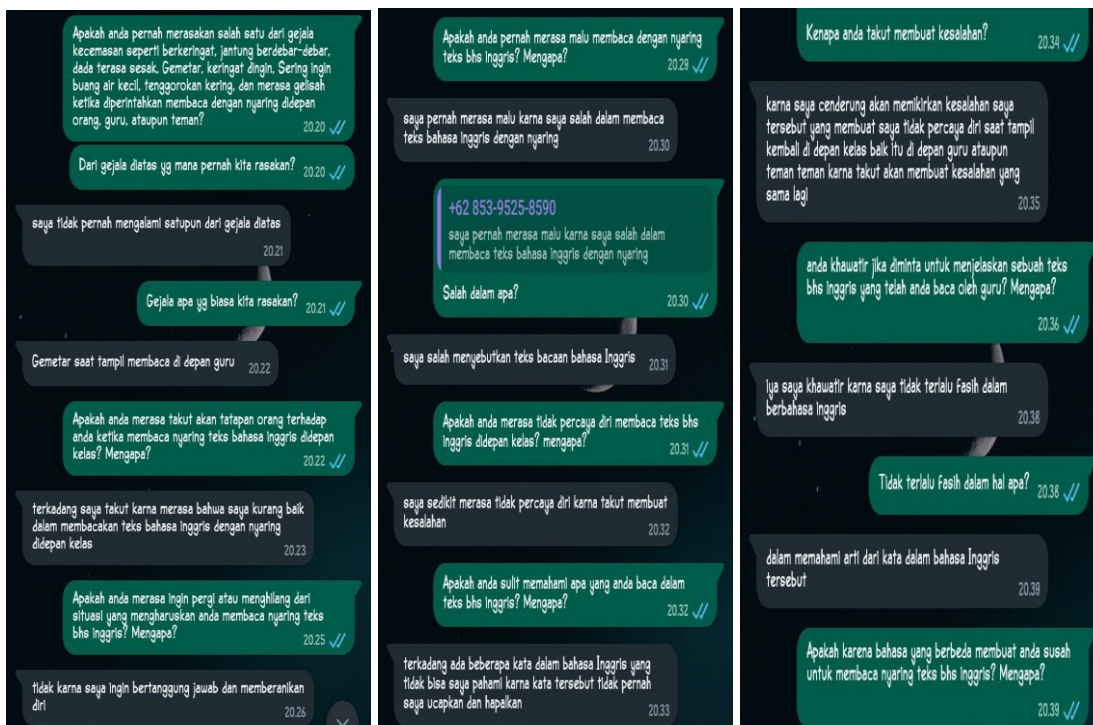 Apakah anda pernah merasakan salah satu dari gejala
kecemasan seperti berkeringat, jantung berdebar-debar,
dada terasa sesak, Gemetar, keringat dingin, Sering ingin
buang air kecil, tenggorokan kering, dan merasa gelisah
ketika diperintahkan membaca dengan nyaring didepan
orang, guru, ataupun teman?
20.20
Dari gejala diatas yg mana pernah kita rasakan?
20.20
saya tidak pernah mengalami satupun dari gejala diatas
20.21
Gejala apa yg biasa kita rasakan?
20.21
Gemetar saat tampil membaca di depan guru
20.22
Apakah anda merasa takut akan tatapan orang terhadap
anda ketika membaca nyaring teks bahasa inggris didepan
kelas? Mengapa?
20.22
terkadang saya takut karna merasa bahwa saya kurang baik
dalam membacakan teks bahasa inggris dengan nyaring
didepan kelas
20.23
Apakah anda merasa ingin pergi atau menghilang dari
situasi yang mengharuskan anda membaca nyaring teks
bhs inggris? Mengapa?
20.25
tidak karna saya ingin bertanggung jawab dan memberanikan
diri
20.26
Apakah anda pernah merasa malu membaca dengan nyaring
teks bhs inggris? Mengapa?
20.29
saya pernah merasa malu karna saya salah dalam membaca
teks bahasa inggris dengan nyaring
20.30
+62 853-9525-8590
saya pernah merasa malu karna saya salah dalam
membaca teks bahasa inggris dengan nyaring
Salah dalam apa?
20.30
saya salah menyebutkan teks bacaan bahasa Inggris
20.31
Apakah anda merasa tidak percaya diri membaca teks bhs
inggris didepan kelas? mengapa?
20.31
saya sedikit merasa tidak percaya diri karna takut membuat
kesalahan
20.32
Apakah anda sulit memahami apa yang anda baca dalam
teks bhs inggris? Mengapa?
20.32
terkadang ada beberapa kata dalam bahasa Inggris yang
tidak bisa saya pahami karna kata tersebut tidak pernah
saya ucapkan dan hapalkan
20.33
Kenapa anda takut membuat kesalahan?
20.34
karna saya cenderung akan memikirkan kesalahan saya
tersebut yang membuat saya tidak percaya diri saat tampil
kembali di depan kelas baik itu di depan guru ataupun
teman teman karna takut akan membuat kesalahan yang
sama lagi
20.35
anda khawatir jika diminta untuk menjelaskan sebuah teks
bhs inggris yang telah anda baca oleh guru? Mengapa?
20.36
iya saya khawatir karna saya tidak terlalu fasih dalam
berbahasa inggris
20.38
Tidak terlalu fasih dalam hal apa?
20.38
dalam memahami arti dari kata dalam bahasa Inggris
tersebut
20.39
Apakah karena bahasa yang berbeda membuat anda susah
untuk membaca nyaring teks bhs inggris? Mengapa?
20.39